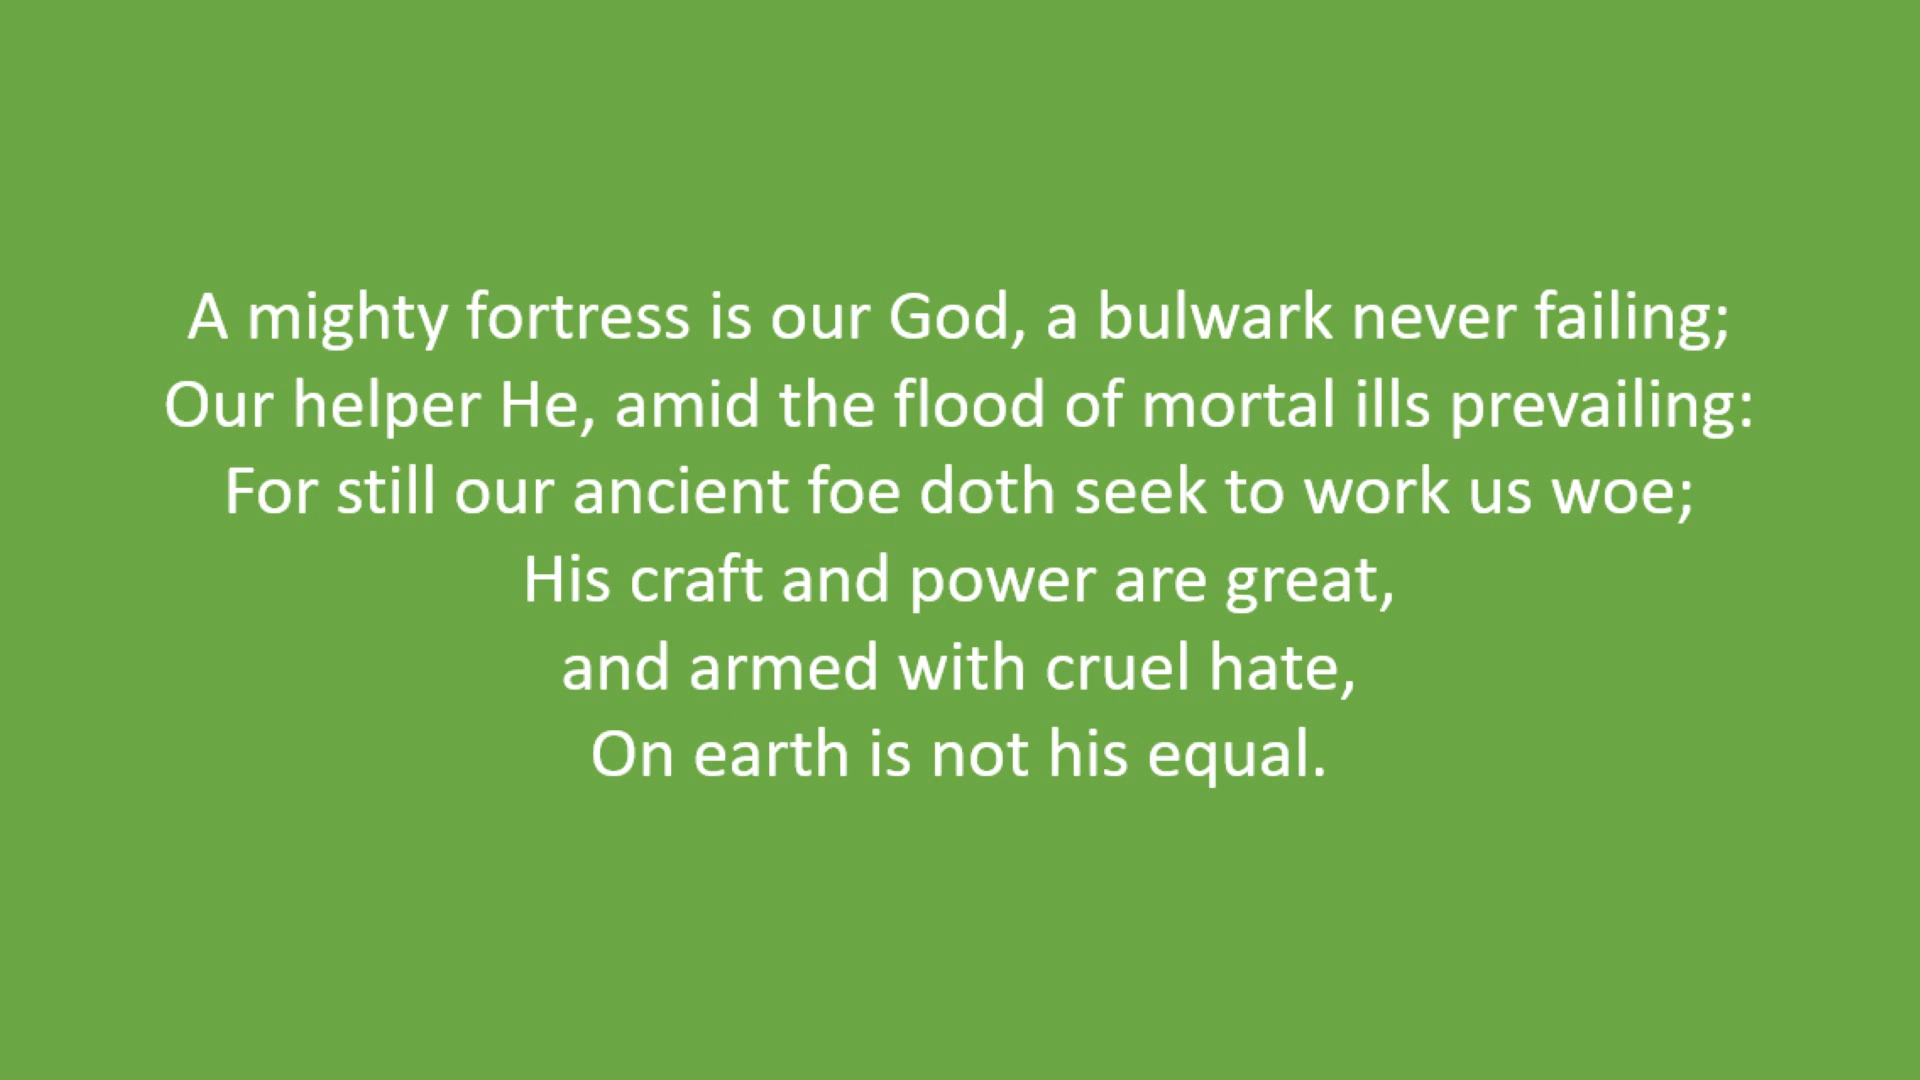 A mighty fortress is our God, a bulwark never failing;
Our helper He, amid the flood of mortal ills prevailing:
For still our ancient foe doth seek to work us woe;
His craft and power are great,
and armed with cruel hate,
On earth is not his equal.